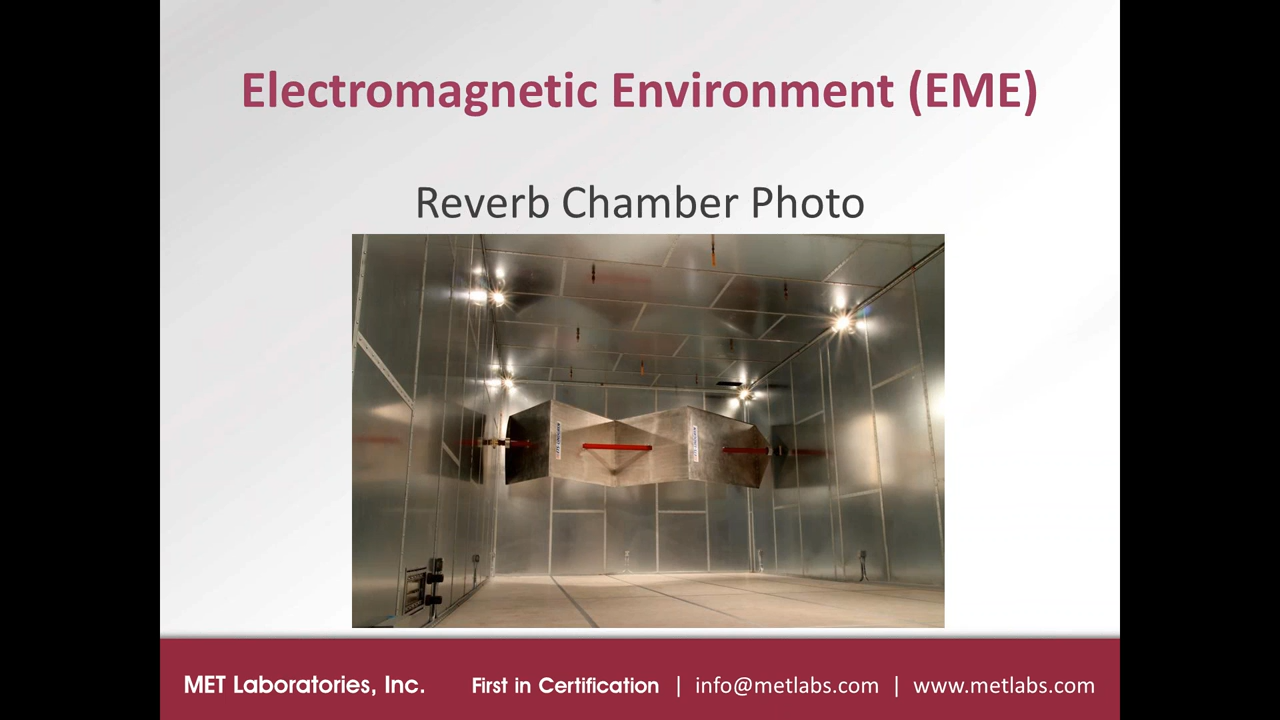 Electromagnetic Environment (EME)
Reverb Chamber Photo
MET Laboratories, Inc. First in Certification | info@metlabs.com | www.metlabs.com